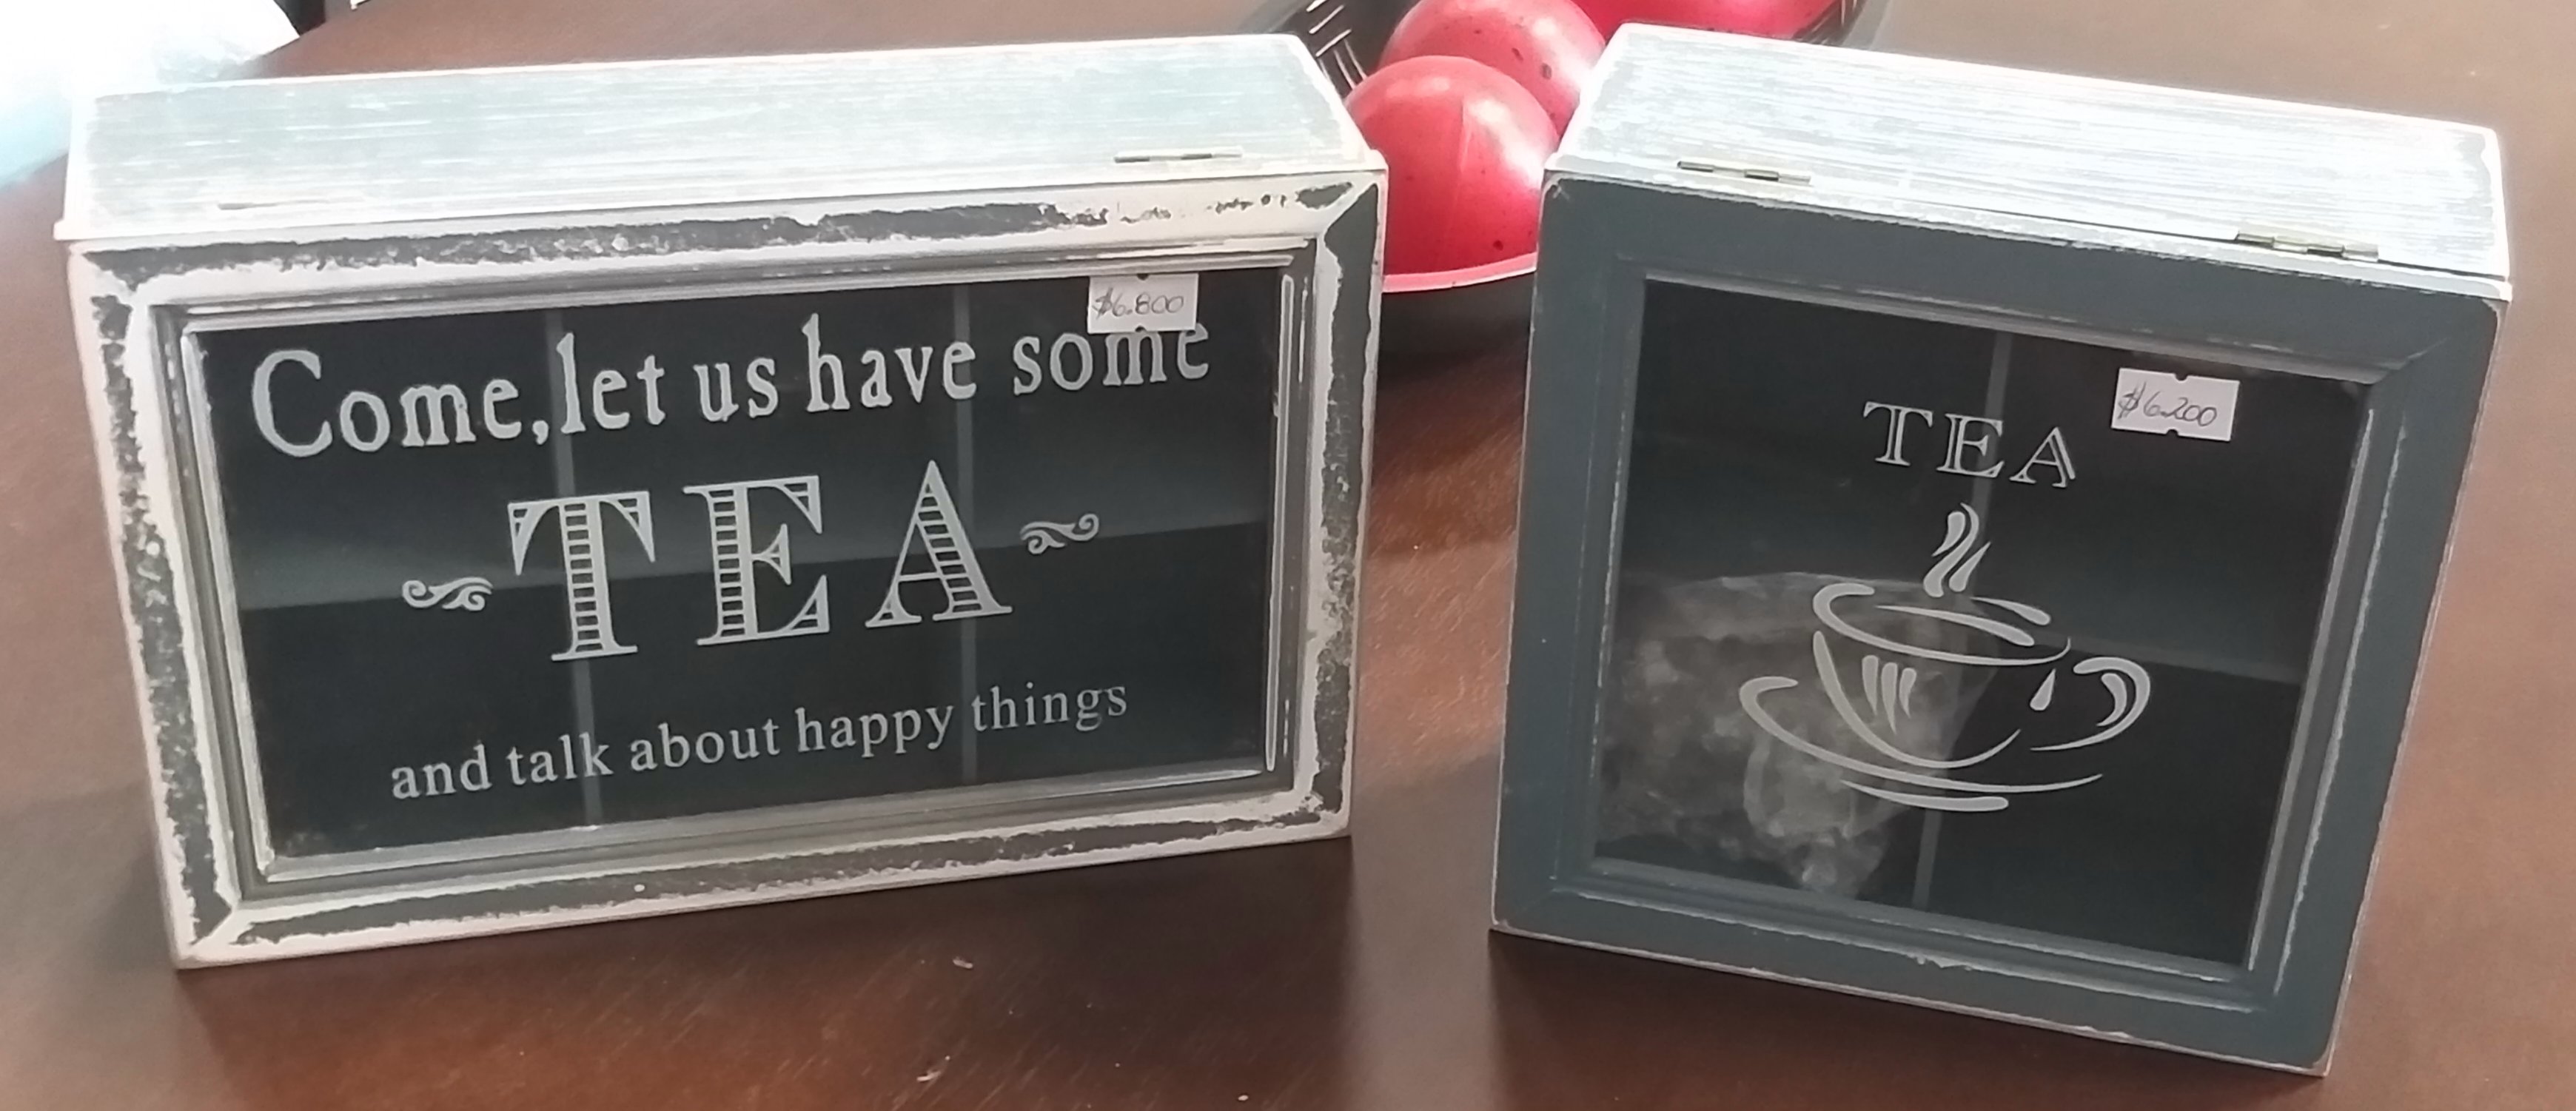 $6.800
Come, let us have some
TEA
and talk about happy things
$6.200
TEA